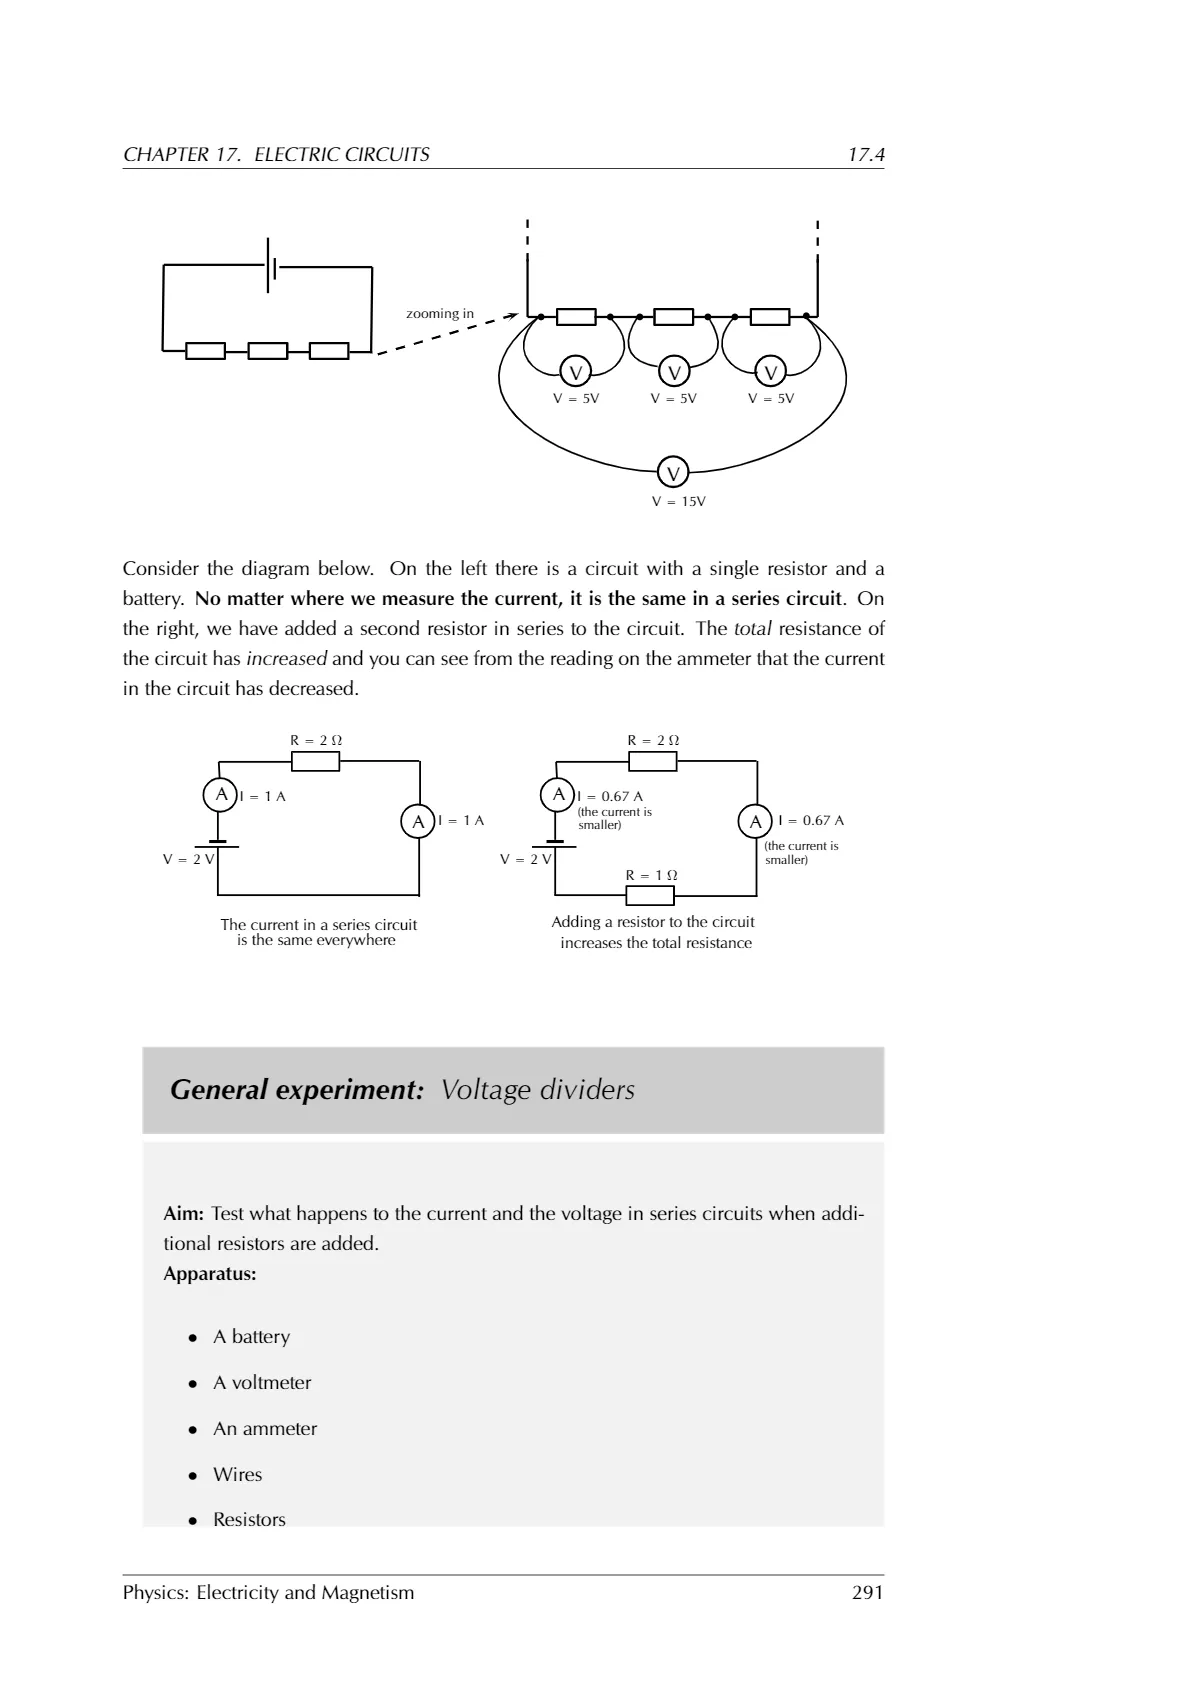 CHAPTER 17. ELECTRIC CIRCUITS 17.4
zooming in
V V V
V = 5V V = 5V V = 5V
V
V = 15V
Consider the diagram below. On the left there is a circuit with a single resistor and a
battery. No matter where we measure the current, it is the same in a series circuit. On
the right, we have added a second resistor in series to the circuit. The total resistance of
the circuit has increased and you can see from the reading on the ammeter that the current
in the circuit has decreased.
R = 2 Ω
A I = 1 A
A I = 1 A
V = 2 V
The current in a series circuit
is the same everywhere
R = 2 Ω
A I = 0.67 A
(the current is
smaller)
A I = 0.67 A
(the current is
smaller)
V = 2 V
R = 1 Ω
Adding a resistor to the circuit
increases the total resistance
General experiment: Voltage dividers
Aim: Test what happens to the current and the voltage in series circuits when addi-
tional resistors are added.
Apparatus:
• A battery
• A voltmeter
• An ammeter
• Wires
• Resistors
Physics: Electricity and Magnetism 291